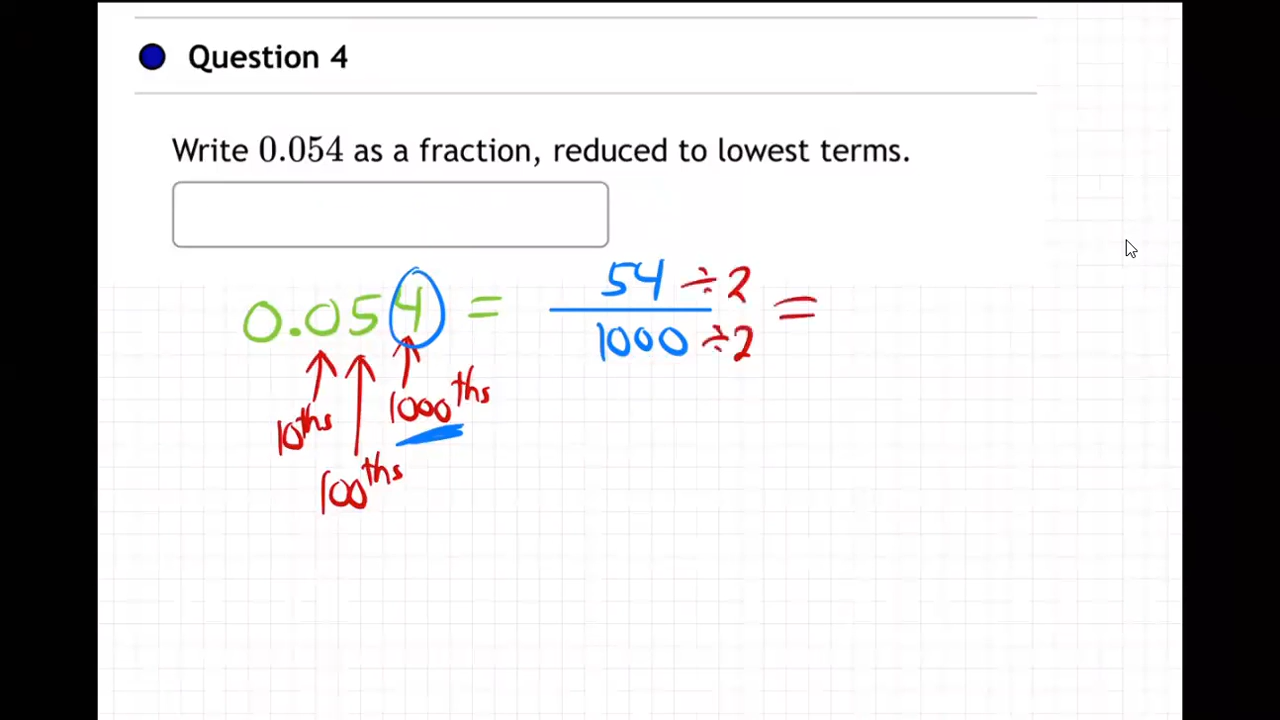 Question 4
Write 0.054 as a fraction, reduced to lowest terms.
0.054 = 54 ÷2 =
1000 ÷2
10ths
100ths
1000ths